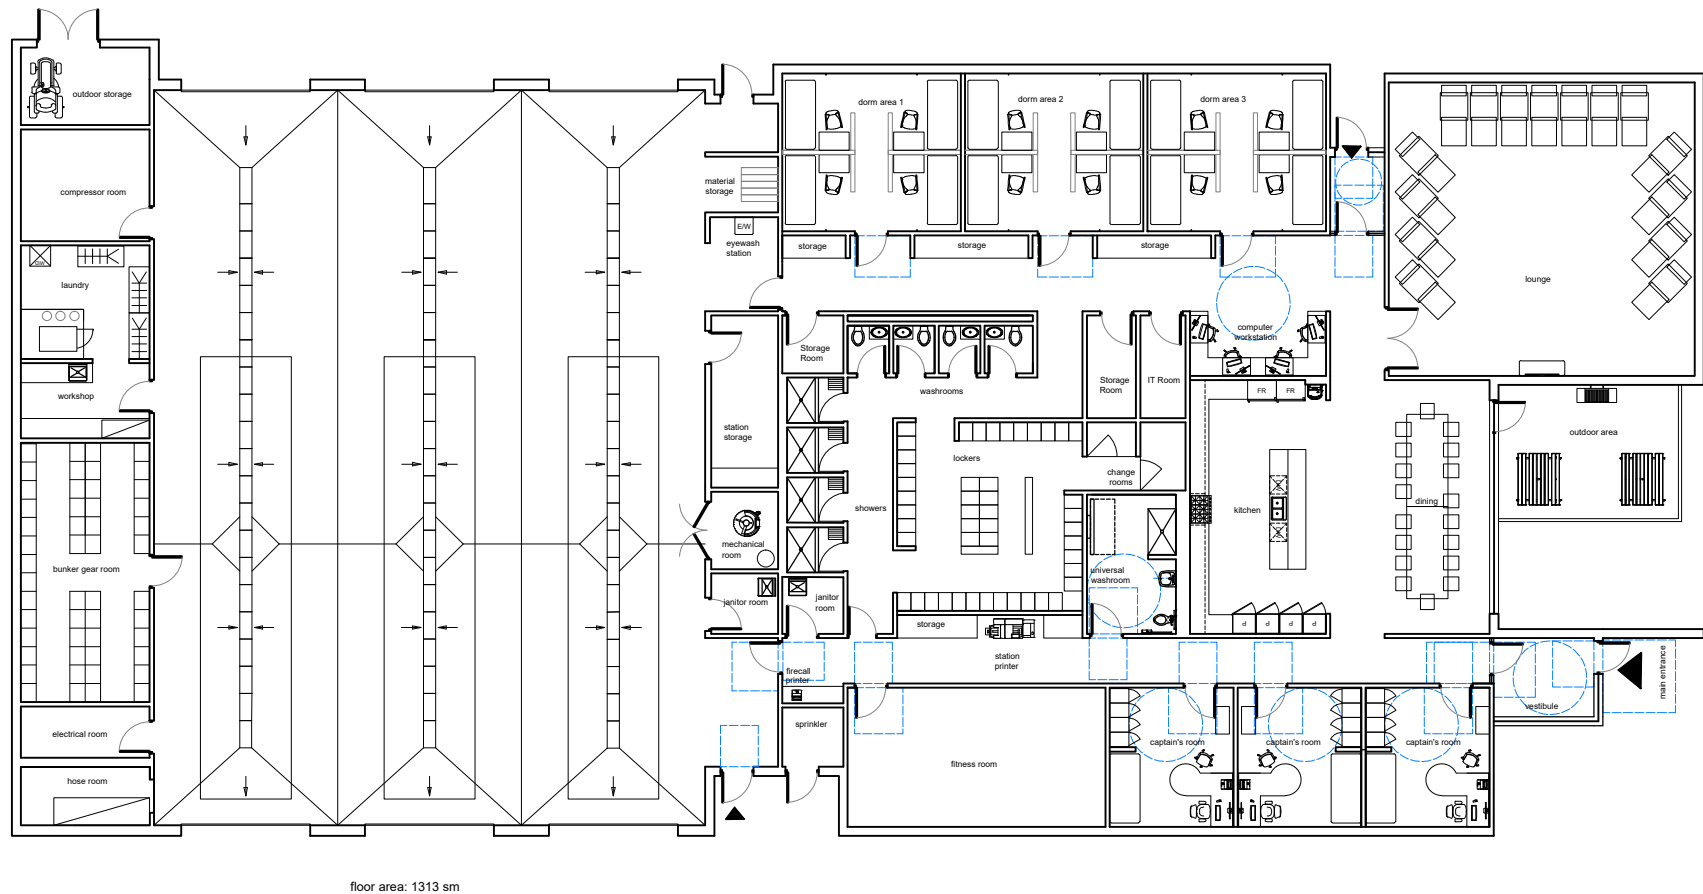 outdoor storage
dorm area 1
dorm area 2
dorm area 3
compressor room
material
storage
E/W
eyewash
station
storage
storage
storage
DW
laundry
lounge
computer
workstation
Storage
Room
washrooms
Storage
Room
IT Room
FR
FR
workshop
station
storage
lockers
change
rooms
outdoor area
showers
kitchen
dining
mechanical
room
bunker gear room
universal
washroom
janitor room
janitor
room
storage
P
P
P
P
station
printer
firecall
printer
main entrance
vestibule
electrical room
sprinkler
captain's room
captain's room
captain's room
fitness room
hose room
floor area: 1313 sm